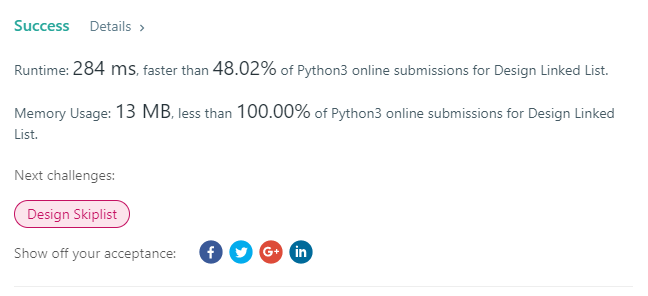 Success Details ›
Runtime: 284 ms, faster than 48.02% of Python3 online submissions for Design Linked List.
Memory Usage: 13 MB, less than 100.00% of Python3 online submissions for Design Linked
List.
Next challenges:
Design Skiplist
Show off your acceptance: f G+ in